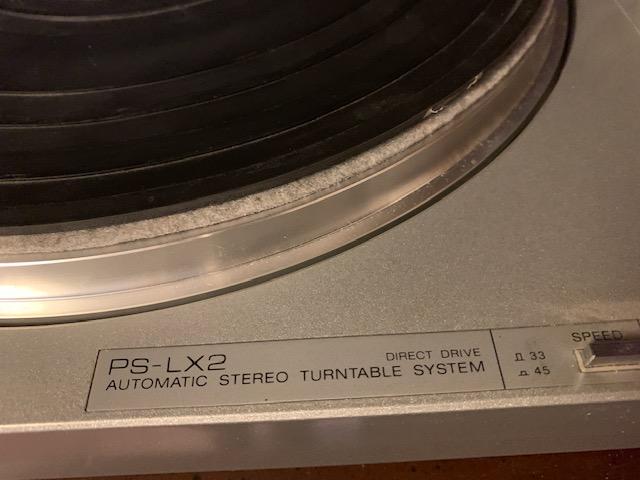 PS-LX2
DIRECT DRIVE
AUTOMATIC STEREO TURNTABLE SYSTEM
SPEED
33
45